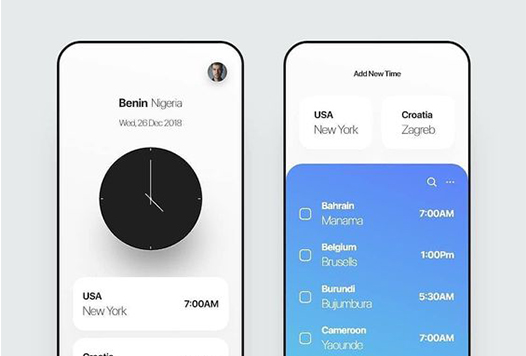 Benin Nigeria
Wed, 26 Dec 2018
USA
New York
7:00AM
Croatia
Add New Time
USA
New York
Croatia
Zagreb
Bahrain
Manama
7:00AM
Belgium
Brusells
1:00Pm
Burundi
Bujumbura
5:30AM
Cameroon
Yaounde
7:00AM